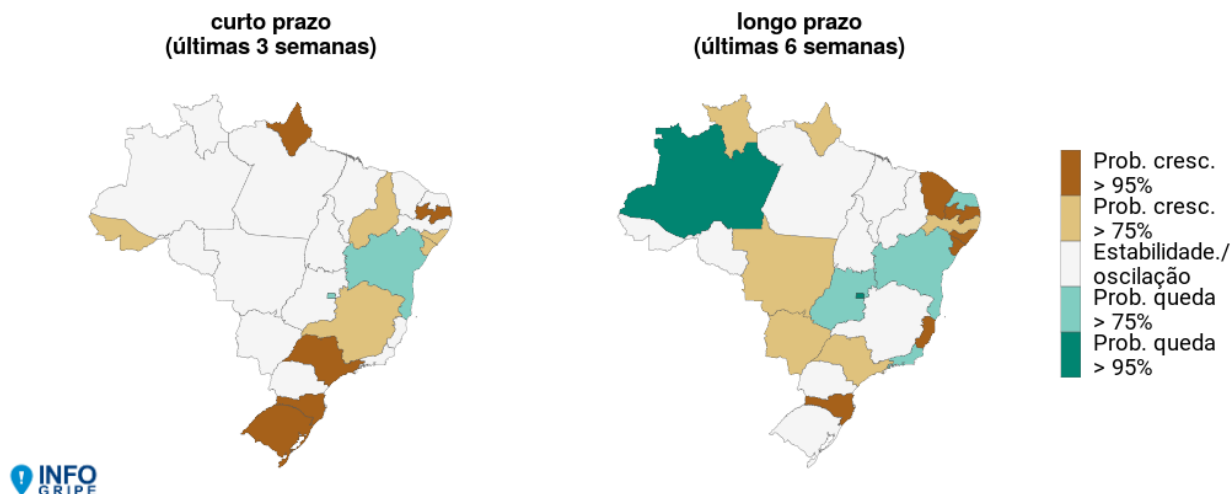 curto prazo
(últimas 3 semanas)
longo prazo
(últimas 6 semanas)
Prob. cresc.
> 95%
Prob. cresc.
> 75%
Estabilidade./
oscilação
Prob. queda
> 75%
Prob. queda
> 95%
INFO
GRIPE